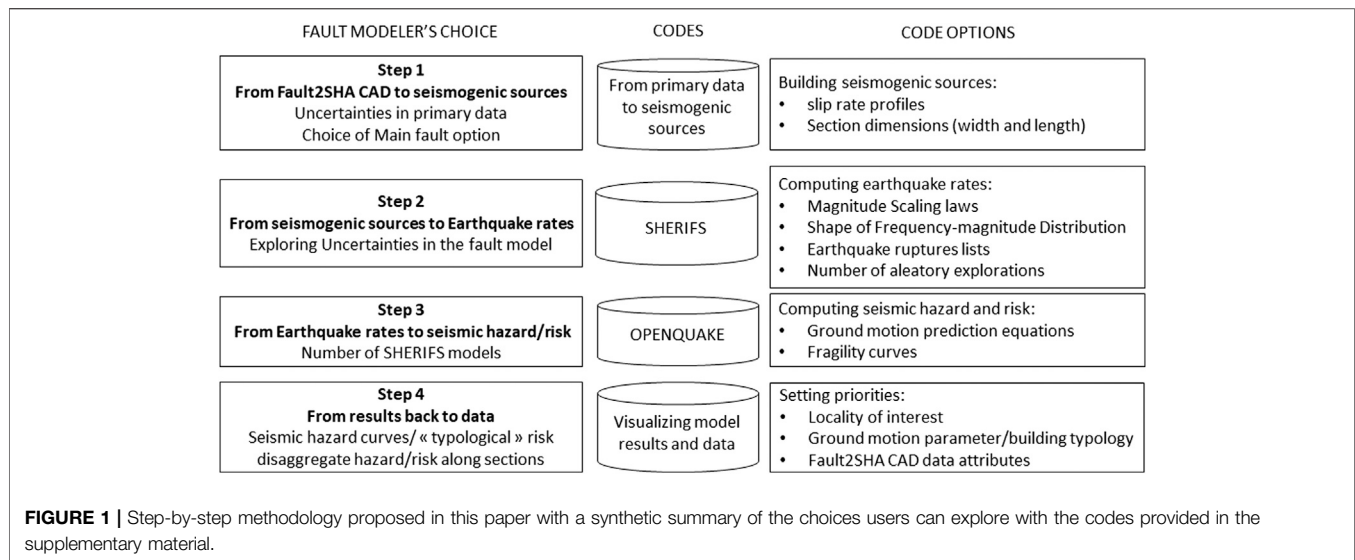 FAULT MODELER'S CHOICE
CODES
CODE OPTIONS
Step 1
From Fault2SHA CAD to seismogenic sources
Uncertainties in primary data
Choice of Main fault option
From primary data
to seismogenic
sources
Building seismogenic sources:
• slip rate profiles
• Section dimensions (width and length)
Step 2
From seismogenic sources to Earthquake rates
Exploring Uncertainties in the fault model
SHERIFS
Computing earthquake rates:
• Magnitude Scaling laws
• Shape of Frequency-magnitude Distribution
• Earthquake ruptures lists
• Number of aleatory explorations
Step 3
From Earthquake rates to seismic hazard/risk
Number of SHERIFS models
OPENQUAKE
Computing seismic hazard and risk:
• Ground motion prediction equations
• Fragility curves
Step 4
From results back to data
Seismic hazard curves/ « typological » risk
disaggregate hazard/risk along sections
Visualizing model
results and data
Setting priorities:
• Locality of interest
• Ground motion parameter/building typology
• Fault2SHA CAD data attributes
FIGURE 1 | Step-by-step methodology proposed in this paper with a synthetic summary of the choices users can explore with the codes provided in the
supplementary material.